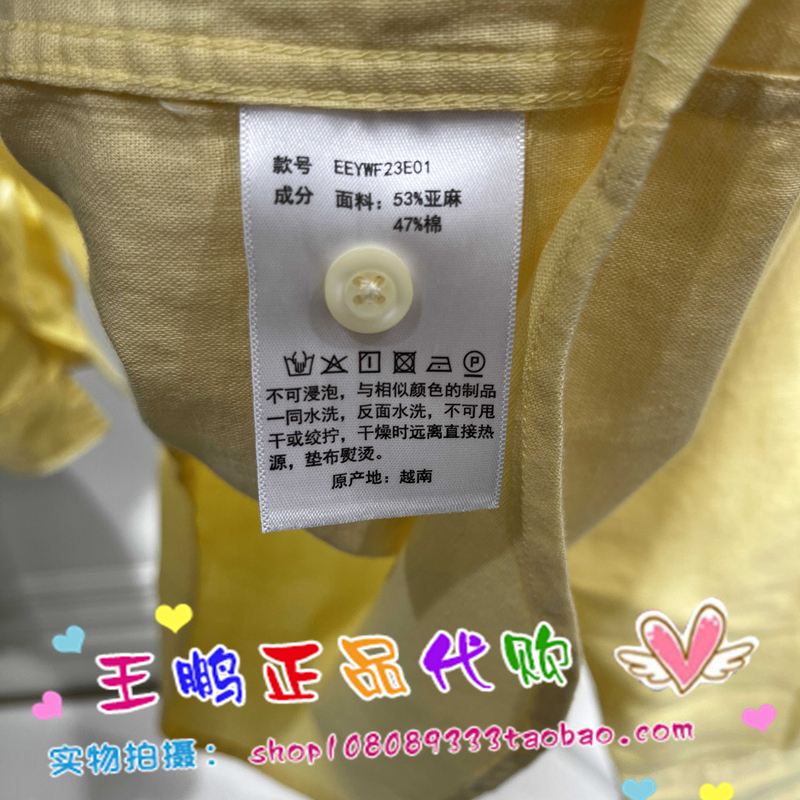 款号 EEYWF23E01
成分 面料：53%亚麻
47%棉
P
不可浸泡，与相似颜色的制品
一同水洗，反面水洗，不可甩
干或绞拧，干燥时远离直接热
源，垫布熨烫。
原产地：越南
王鹏正品代购
实物拍摄：shop108089333taobao.com